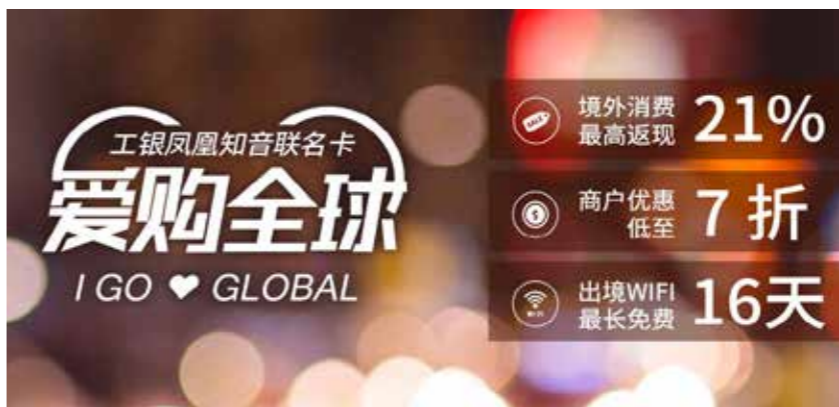 工银凤凰知音联名卡
爱购全球
I GO ❤ GLOBAL
境外消费
最高返现 21%
商户优惠
低至 7折
出境WIFI
最长免费 16天
SALE